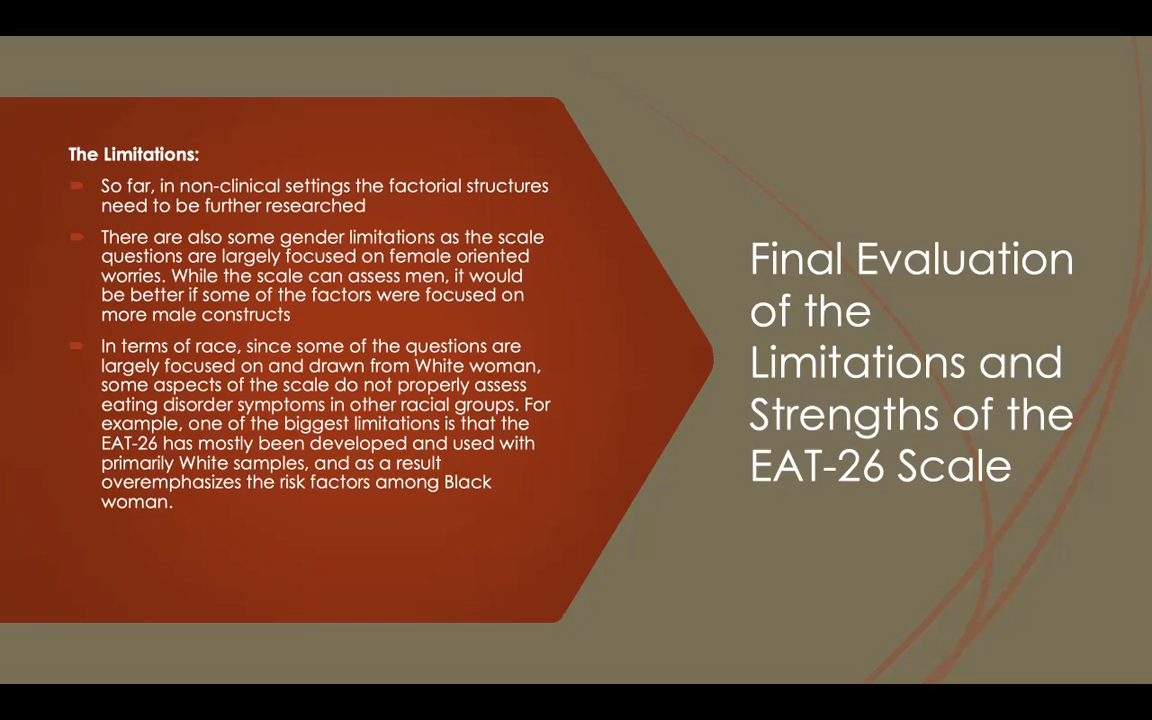 The Limitations:
So far, in non-clinical settings the factorial structures
need to be further researched
There are also some gender limitations as the scale
questions are largely focused on female oriented
worries. While the scale can assess men, it would
be better if some of the factors were focused on
more male constructs
In terms of race, since some of the questions are
largely focused on and drawn from White woman,
some aspects of the scale do not properly assess
eating disorder symptoms in other racial groups. For
example, one of the biggest limitations is that the
EAT-26 has mostly been developed and used with
primarily White samples, and as a result
overemphasizes the risk factors among Black
woman.
Final Evaluation
of the
Limitations and
Strengths of the
EAT-26 Scale